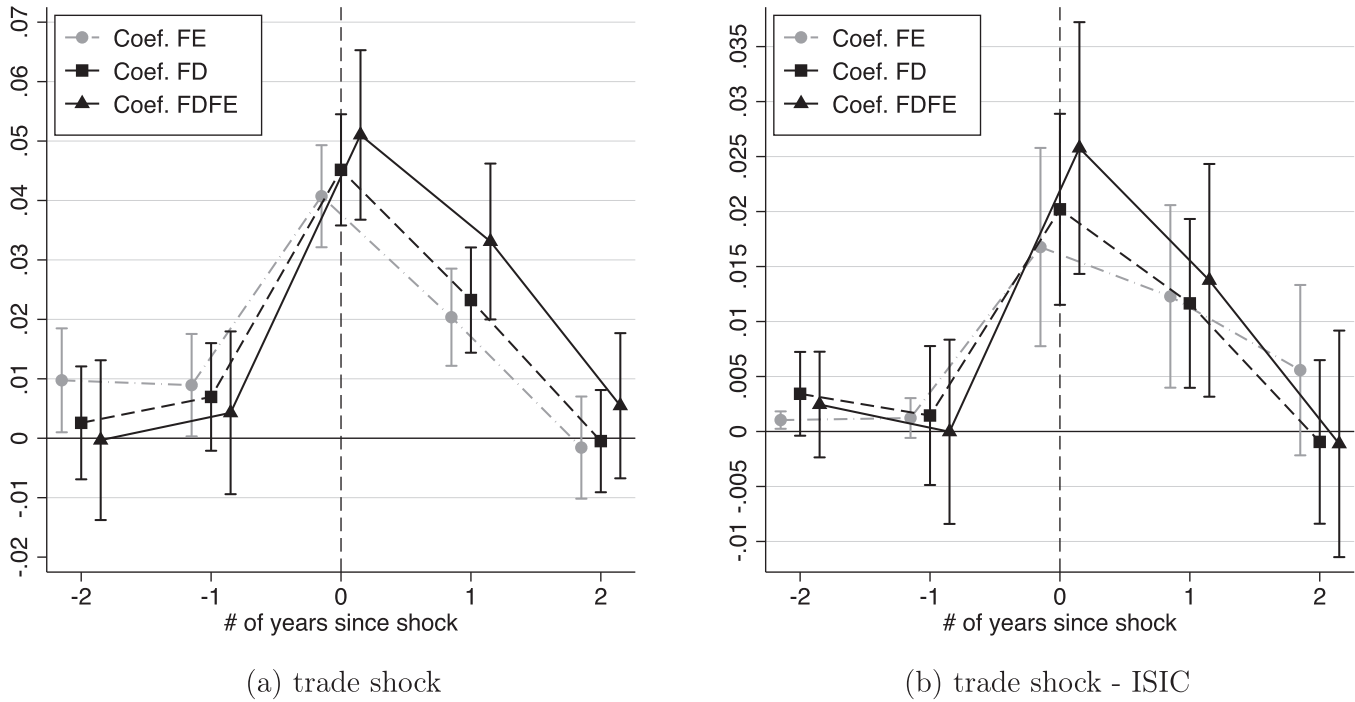 .07
.06
.05
.04
.03
.02
.01
0
-.01
-.02
Coef. FE
Coef. FD
Coef. FDFE
-2 -1 0 1 2
# of years since shock
(a) trade shock
.035
.03
.025
.02
.015
.01
.005
0
-.005
-.01
Coef. FE
Coef. FD
Coef. FDFE
-2 -1 0 1 2
# of years since shock
(b) trade shock - ISIC